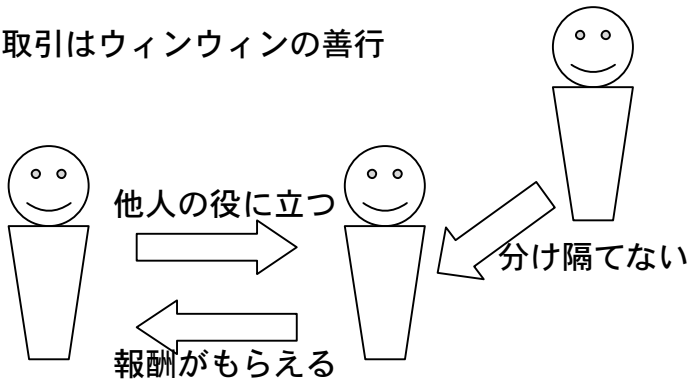 取引はウィンウィンの善行
他人の役に立つ
分け隔てない
報酬がもらえる